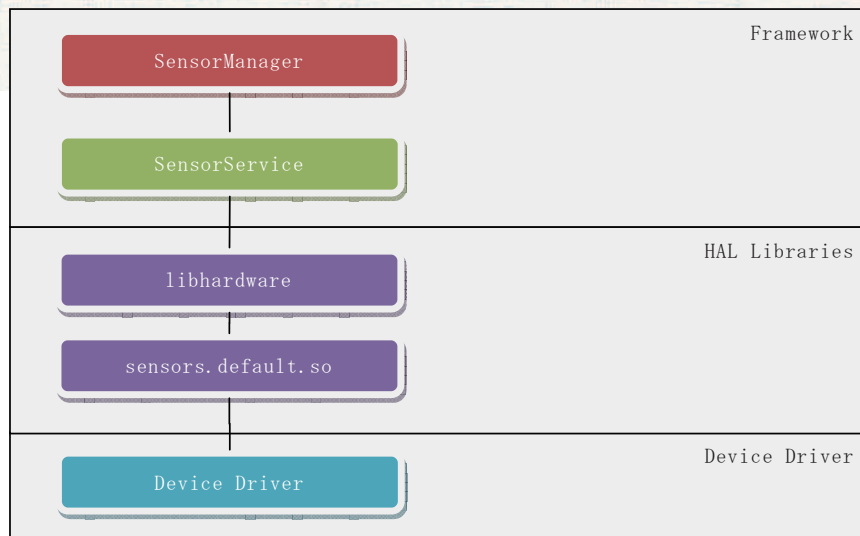 Framework
SensorManager
SensorService
HAL Libraries
libhardware
sensors.default.so
Device Driver
Device Driver